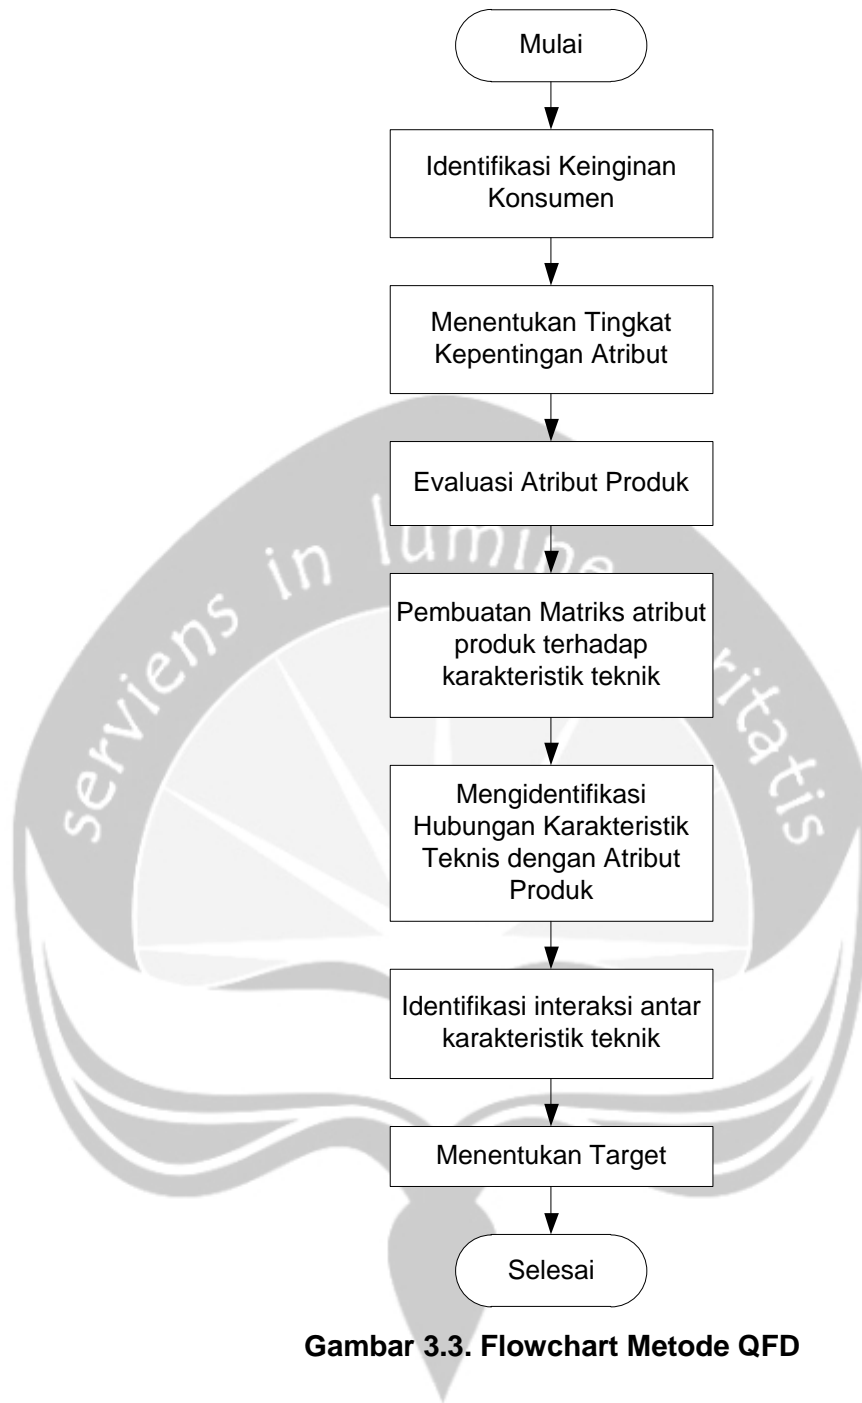 Mulai
Identifikasi Keinginan
Konsumen
Menentukan Tingkat
Kepentingan Atribut
Evaluasi Atribut Produk
Pembuatan Matriks atribut
produk terhadap
karakteristik teknik
Mengidentifikasi
Hubungan Karakteristik
Teknis dengan Atribut
Produk
Identifikasi interaksi antar
karakteristik teknik
Menentukan Target
Selesai
Gambar 3.3. Flowchart Metode QFD
serviens in lumine